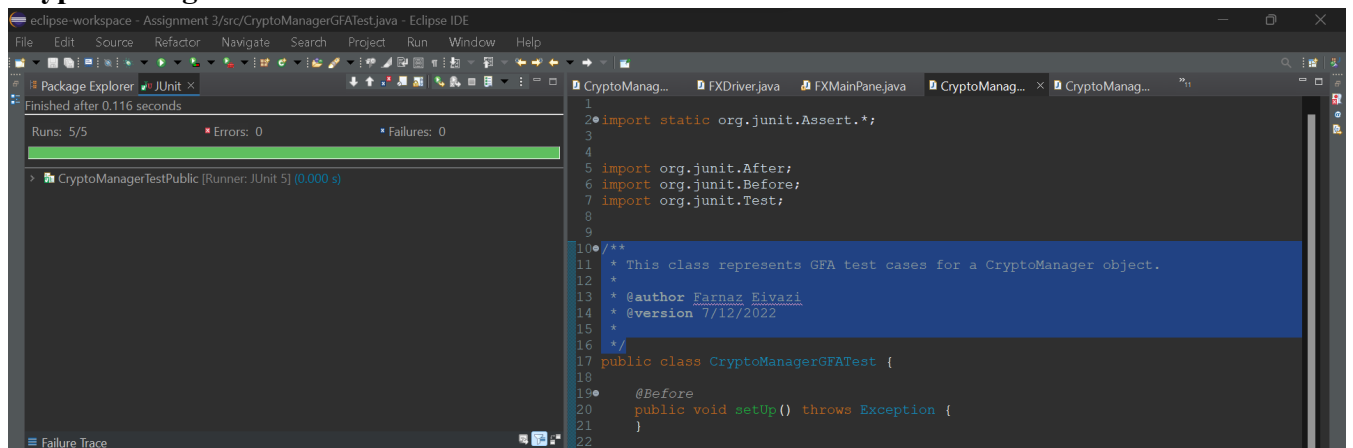 eclipse-workspace - Assignment 3/src/CryptoManagerGFATest.java - Eclipse IDE
File Edit Source Refactor Navigate Search Project Run Window Help
Package Explorer JUnit ×
Finished after 0.116 seconds
Runs: 5/5 Errors: 0 Failures: 0
CryptoManagerTestPublic [Runner: JUnit 5] (0.000 s)
Failure Trace
CryptoManag... FXDriver.java FXMainPane.java CryptoManag... × CryptoManag... »11
1
2 import static org.junit.Assert.*;
3
4
5 import org.junit.After;
6 import org.junit.Before;
7 import org.junit.Test;
8
9
10 /**
11 * This class represents GFA test cases for a CryptoManager object.
12 *
13 * @author Farnaz Eivazi
14 * @version 7/12/2022
15 *
16 */
17 public class CryptoManagerGFATest {
18
19 @Before
20 public void setUp() throws Exception {
21 }
22